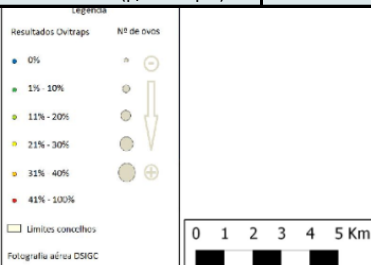 Legenda
Resultados Ovitraps Nº de ovos
0%
1% - 10%
11% - 20%
21% - 30%
31% 40%
41% - 100%
Limites concelhos
Fotografia aérea DSIGC
0 1 2 3 4 5 Km